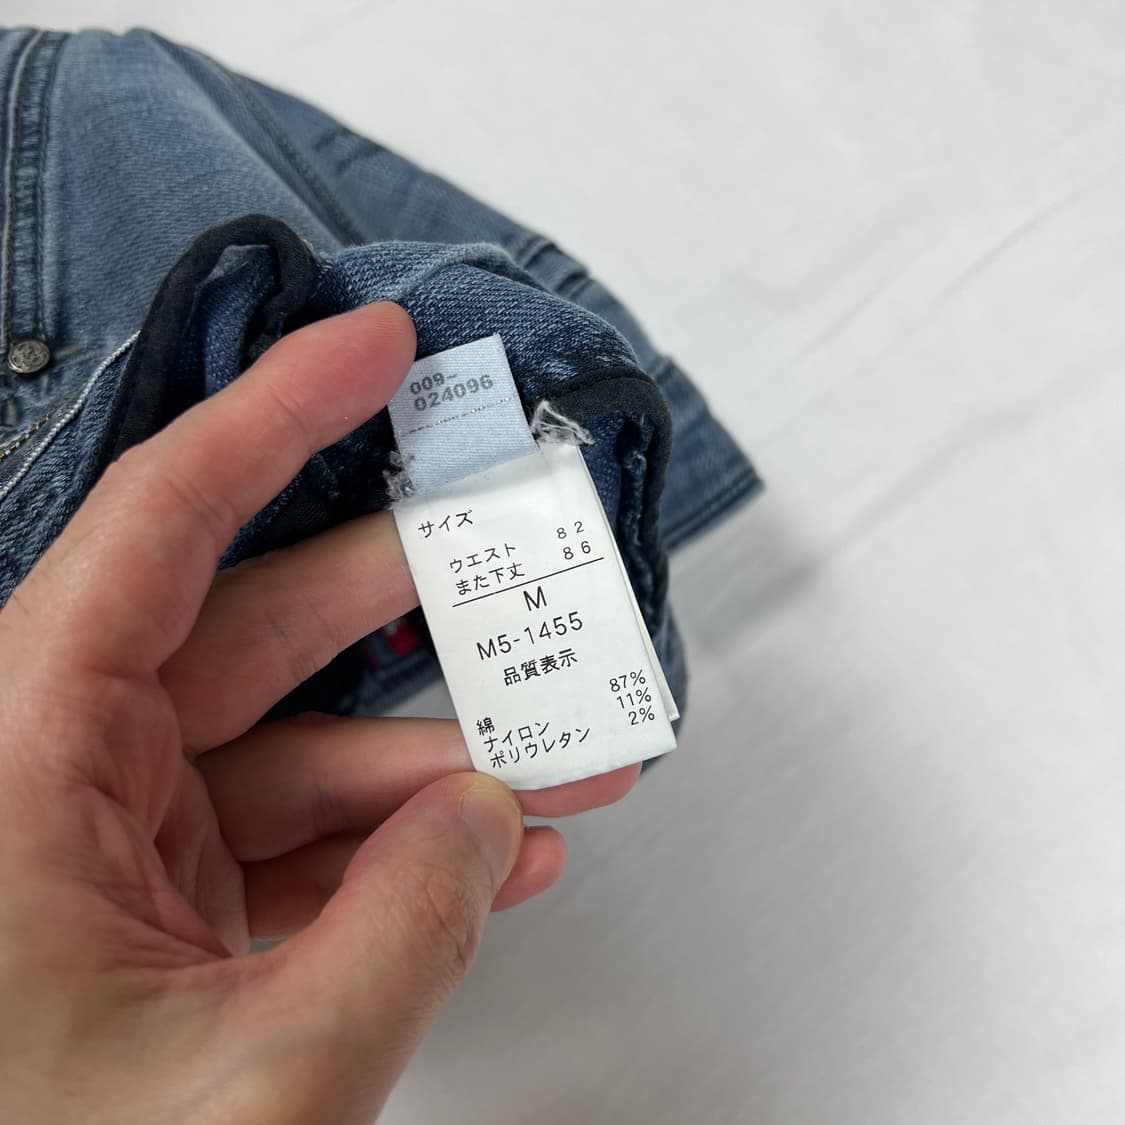 009-
024096
サイズ
ウエスト 82
また下丈 86
M
M5-1455
品質表示
綿 87%
ナイロン 11%
ポリウレタン 2%